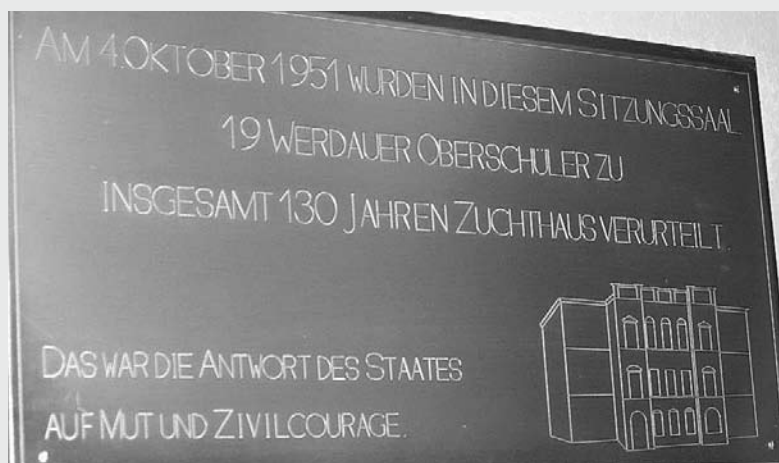 AM 4. OKTOBER 1951 WURDEN IN DIESEM SITZUNGSSAAL
19 WERDAUER OBERSCHÜLER ZU
INSGESAMT 130 JAHREN ZUCHTHAUS VERURTEILT.
DAS WAR DIE ANTWORT DES STAATES
AUF MUT UND ZIVILCOURAGE.